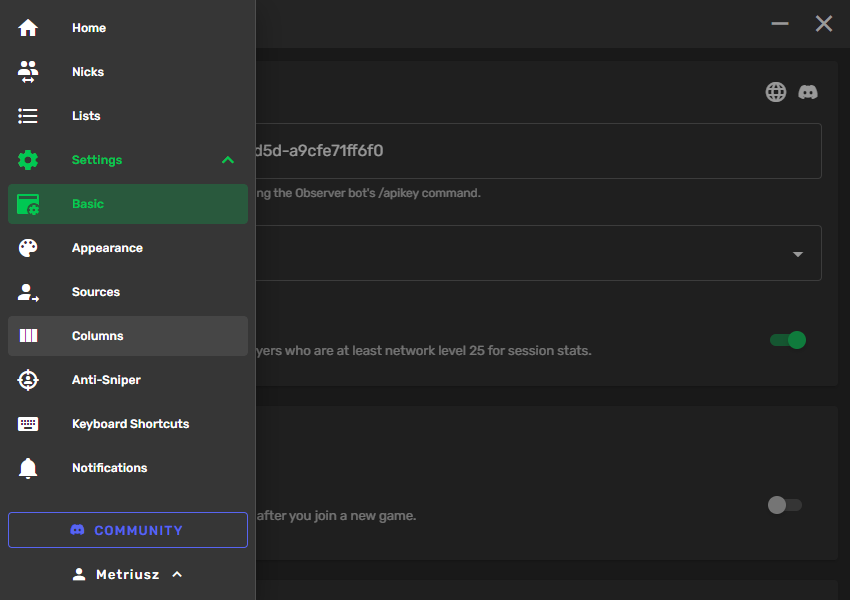 Home
Nicks
Lists
Settings
Basic
Appearance
Sources
Columns
Anti-Sniper
Keyboard Shortcuts
Notifications
COMMUNITY
Metriusz
d5d-a9cfe71ff6f0
ng the Observer bot's /apikey command.
yers who are at least network level 25 for session stats.
after you join a new game.